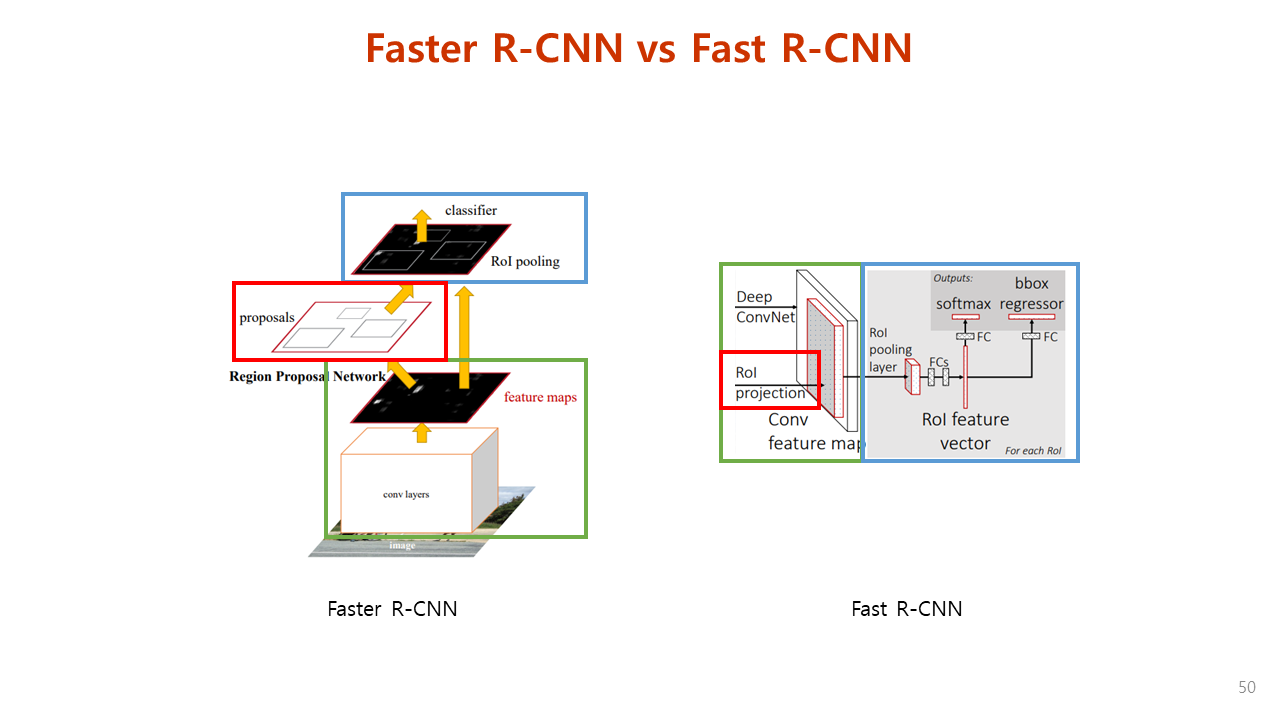 Faster R-CNN vs Fast R-CNN
classifier
RoI pooling
proposals
Region Proposal Network
feature maps
conv layers
image
Faster R-CNN
Deep
ConvNet
RoI
projection
Conv
feature map
RoI
pooling
layer
FCs
Outputs:
softmax
bbox
regressor
FC
FC
RoI feature
vector
For each RoI
Fast R-CNN
50